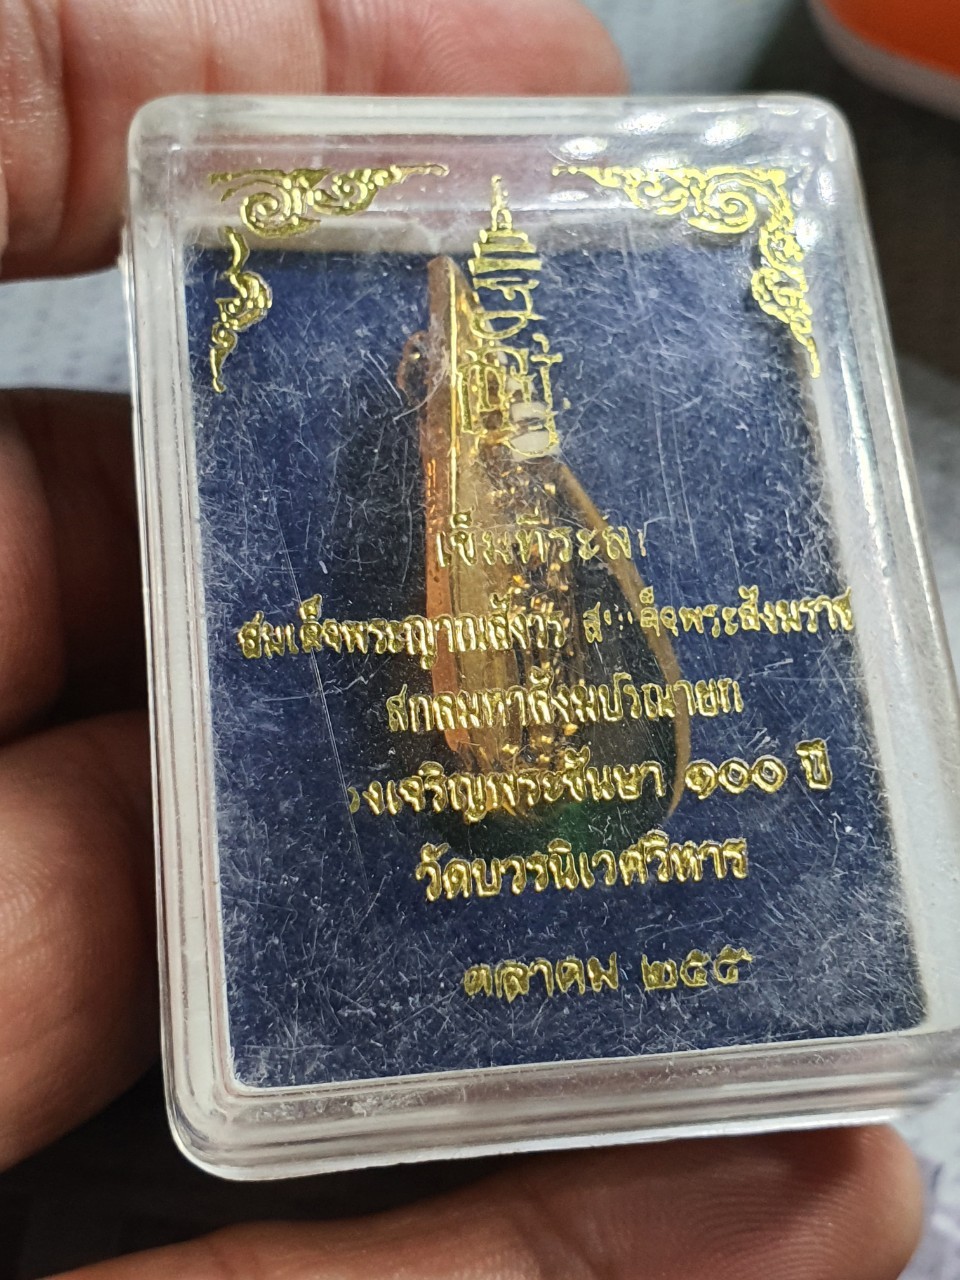 เข็มที่ระลึ
สมเด็จพระญาณสังวร สมเด็จพระสังฆราช
สกลมหาสังฆปริณายก
งเจริญพระชันษา ๑๐๐ ปี
วัดบวรนิเวศวิหาร
ตุลาคม ๒๕๕